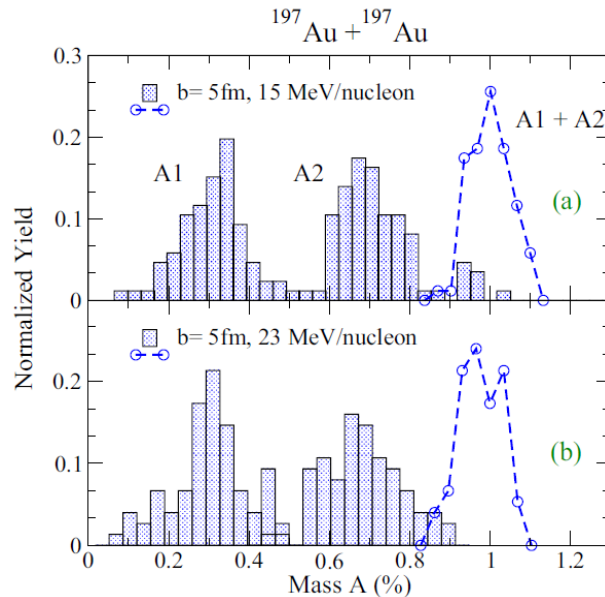 ¹⁹⁷Au + ¹⁹⁷Au
0.3
b= 5fm, 15 MeV/nucleon
A1 + A2
0.2
A1
A2
(a)
0.1
0
Normalized Yield
b= 5fm, 23 MeV/nucleon
0.2
(b)
0.1
0
0
0.2
0.4
0.6
0.8
1
1.2
Mass A (%)